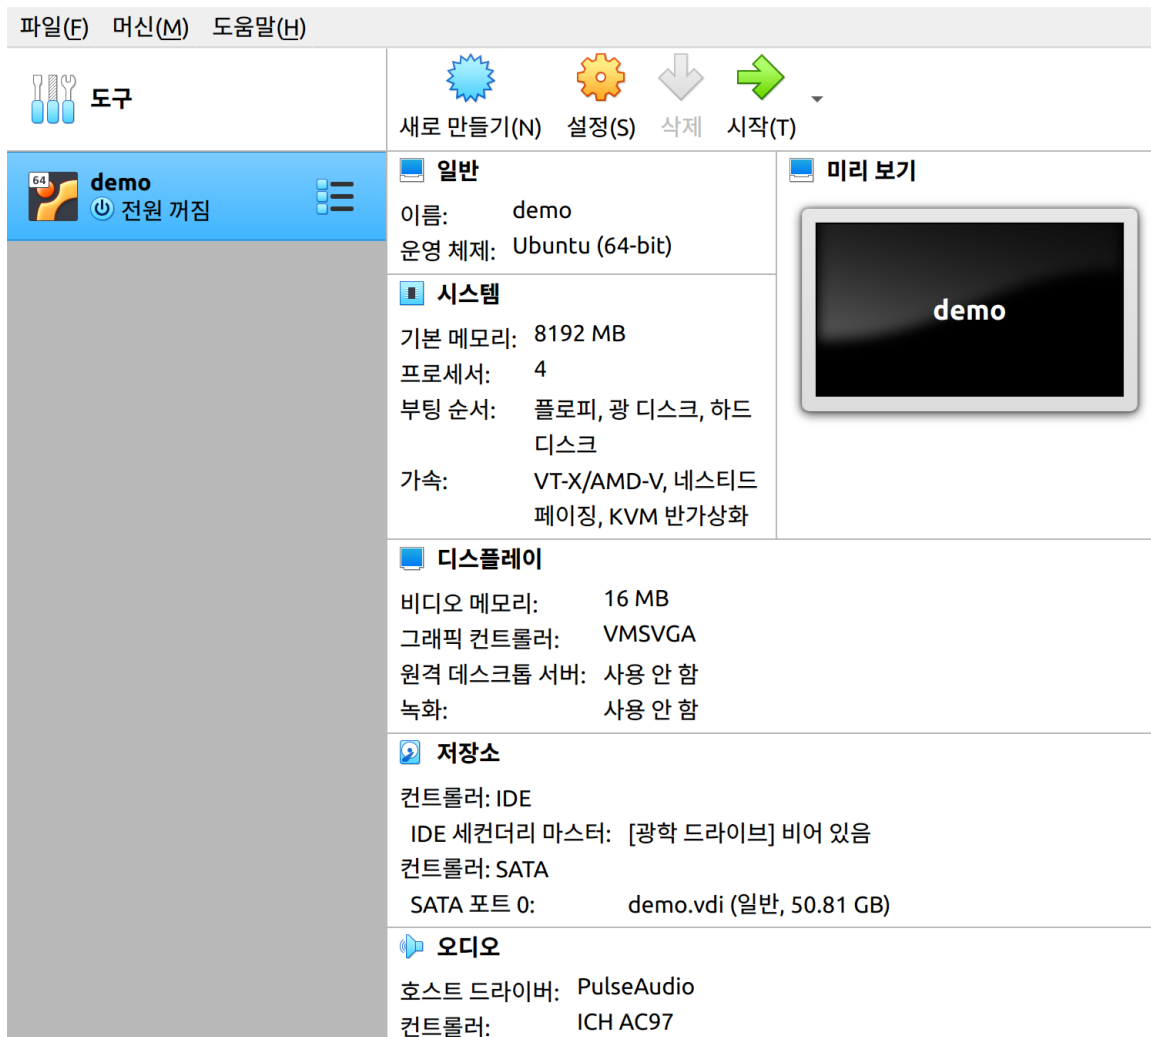 파일(F) 머신(M) 도움말(H)
도구
새로 만들기(N) 설정(S) 삭제 시작(T)
64
demo
전원 꺼짐
일반
이름: demo
운영 체제: Ubuntu (64-bit)
미리 보기
demo
시스템
기본 메모리: 8192 MB
프로세서: 4
부팅 순서: 플로피, 광 디스크, 하드
디스크
가속: VT-X/AMD-V, 네스티드
페이징, KVM 반가상화
디스플레이
비디오 메모리: 16 MB
그래픽 컨트롤러: VMSVGA
원격 데스크톱 서버: 사용 안 함
녹화: 사용 안 함
저장소
컨트롤러: IDE
IDE 세컨더리 마스터: [광학 드라이브] 비어 있음
컨트롤러: SATA
SATA 포트 0: demo.vdi (일반, 50.81 GB)
오디오
호스트 드라이버: PulseAudio
컨트롤러: ICH AC97